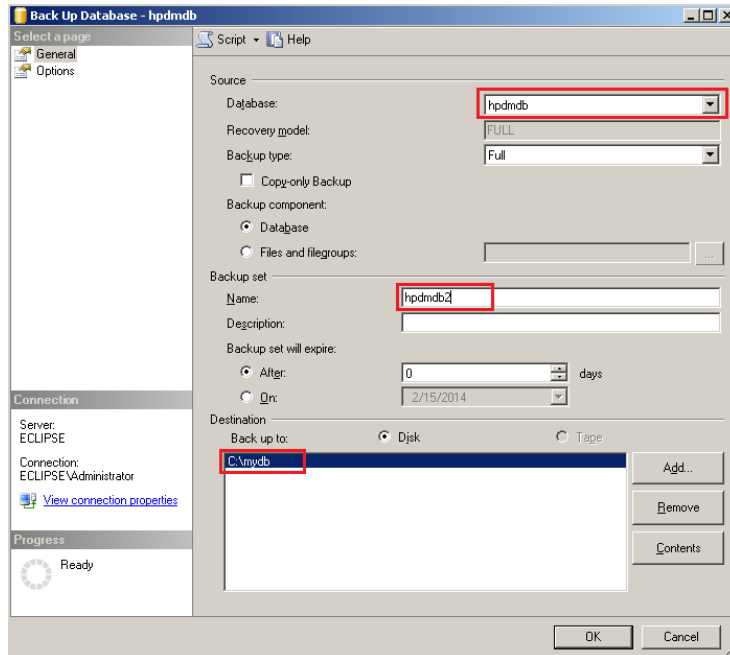 Back Up Database - hpdmdb
Select a page
General
Options
Script Help
Source
Database: hpdmdb
Recovery model: FULL
Backup type: Full
Copy-only Backup
Backup component:
Database
Files and filegroups: ...
Backup set
Name: hpdmdb2
Description:
Backup set will expire:
After: 0 days
On: 2/15/2014
Destination
Back up to: Disk Tape
C:\mydb
Add...
Remove
Contents
Connection
Server:
ECLIPSE
Connection:
ECLIPSE\Administrator
View connection properties
Progress
Ready
OK Cancel